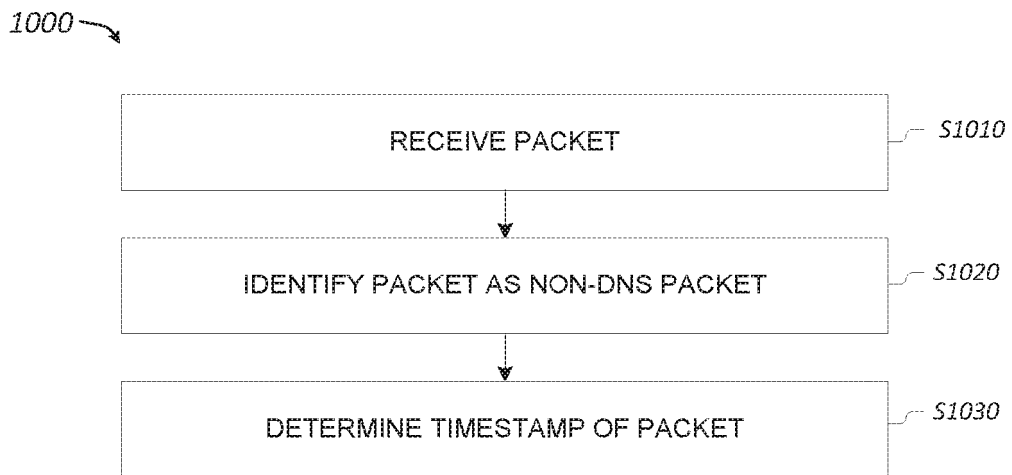 1000
RECEIVE PACKET
S1010
IDENTIFY PACKET AS NON-DNS PACKET
S1020
DETERMINE TIMESTAMP OF PACKET
S1030